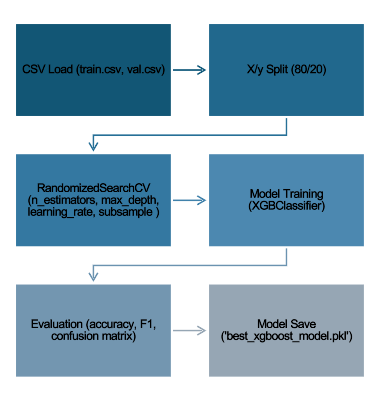 CSV Load (train.csv, val.csv)
X/y Split (80/20)
RandomizedSearchCV
(n_estimators, max_depth,
learning_rate, subsample )
Model Training
(XGBClassifier)
Evaluation (accuracy, F1,
confusion matrix)
Model Save
('best_xgboost_model.pkl')